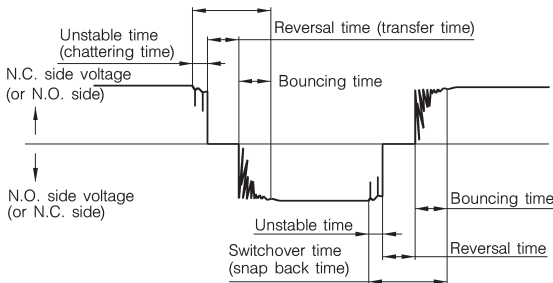 Unstable time
(chattering time)
Reversal time (transfer time)
N.C. side voltage
(or N.O. side)
Bouncing time
N.O. side voltage
(or N.C. side)
Bouncing time
Unstable time
Switchover time
(snap back time)
Reversal time